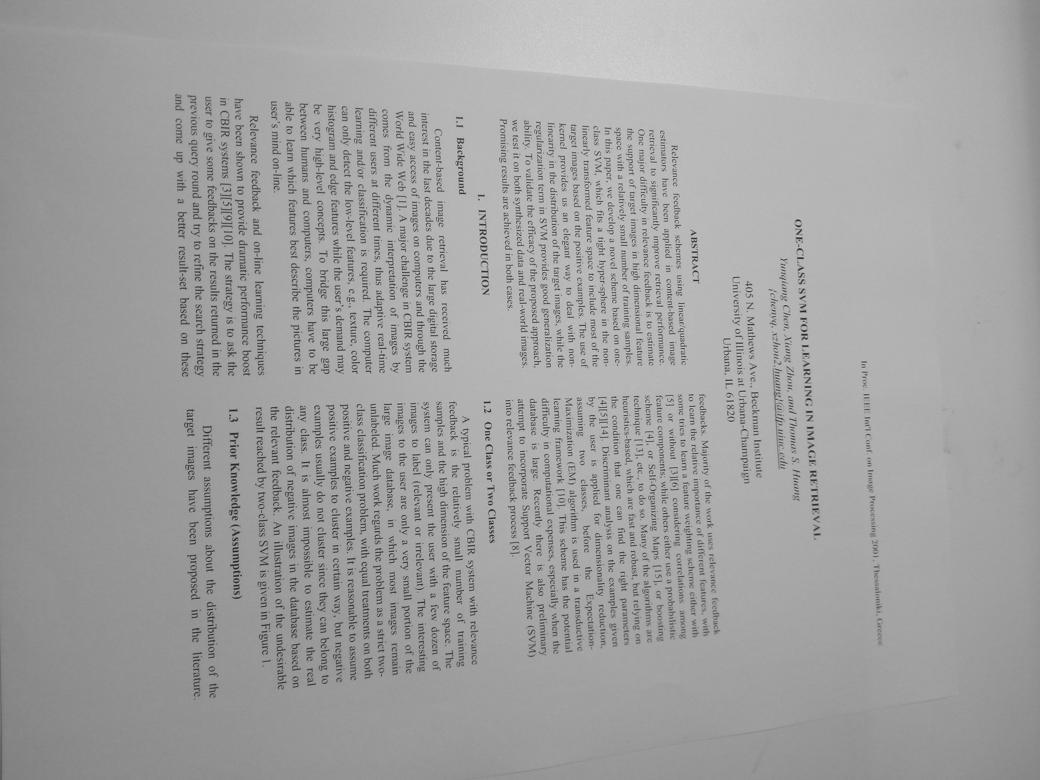 In Proc. IEEE Int'l Conf. on Image Processing 2001, Thessaloniki, Greece
ONE-CLASS SVM FOR LEARNING IN IMAGE RETRIEVAL
Yunqiang Chen, Xiang Zhou, and Thomas S. Huang
{chenyq, xzhou2, huang}@ifp.uiuc.edu
405 N. Mathews Ave., Beckman Institute
University of Illinois at Urbana-Champaign
Urbana, IL 61820
ABSTRACT
Relevance feedback schemes using linear/quadratic
estimators have been applied in content-based image
retrieval to significantly improve retrieval performance.
One major difficulty in relevance feedback is to estimate
the support of target images in high dimensional feature
space with a relatively small number of training samples.
In this paper, we develop a novel scheme based on one-
class SVM, which fits a tight hyper-sphere in the non-
linearly transformed feature space to include most of the
target images based on the positive examples. The use of
kernel provides us an elegant way to deal with non-
linearity in the distribution of the target images, while the
regularization term in SVM provides good generalization
ability. To validate the efficacy of the proposed approach,
we test it on both synthesized data and real-world images.
Promising results are achieved in both cases.
1. INTRODUCTION
1.1 Background
Content-based image retrieval has received much
interest in the last decades due to the large digital storage
and easy access of images on computers and through the
World Wide Web [1]. A major challenge in CBIR system
comes from the dynamic interpretation of images by
different users at different times, thus adaptive real-time
learning and/or classification is required. The computer
can only detect the low-level features, e.g., texture, color
histogram and edge features while the user's demand may
be very high-level concepts. To bridge this large gap
between humans and computers, computers have to be
able to learn which features best describe the pictures in
user's mind on-line.
Relevance feedback and on-line learning techniques
have been shown to provide dramatic performance boost
in CBIR systems [3][5][9][10]. The strategy is to ask the
user to give some feedbacks on the results returned in the
previous query round and try to refine the search strategy
and come up with a better result-set based on these
feedbacks. Majority of the work uses relevance feedback
to learn the relative importance of different features, with
some tries to learn a feature weighting scheme either with
[5] or without [3][6] considering correlations among
feature components; while others either use a probabilistic
scheme [4], or Self-Organizing Maps [15], or boosting
technique [13], etc., to do so. Many of the algorithms are
heuristics-based, which are fast and robust, but relying on
the condition that one can find the right parameters
[4][5][14]. Discriminant analysis on the examples given
by the user is applied for dimensionality reduction,
assuming two classes, before the Expectation-
Maximization (EM) algorithm is used in a transductive
learning framework [10]. This scheme has the potential
difficulty in computational expenses, especially when the
database is large. Recently there is also preliminary
attempt to incorporate Support Vector Machine (SVM)
into relevance feedback process [8].
1.2 One Class or Two Classes
A typical problem with CBIR system with relevance
feedback is the relatively small number of training
samples and the high dimension of the feature space. The
system can only present the user with a few dozen of
images to label (relevant or irrelevant). The interesting
images to the user are only a very small portion of the
large image database, in which most images remain
unlabeled. Much work regards the problem as a strict two-
class classification problem, with equal treatments on both
positive and negative examples. It is reasonable to assume
positive examples to cluster in certain way, but negative
examples usually do not cluster since they can belong to
any class. It is almost impossible to estimate the real
distribution of negative images in the database based on
the relevant feedback. An illustration of the undesirable
result reached by two-class SVM is given in Figure 1.
1.3 Prior Knowledge (Assumptions)
Different assumptions about the distribution of the
target images have been proposed in the literature.